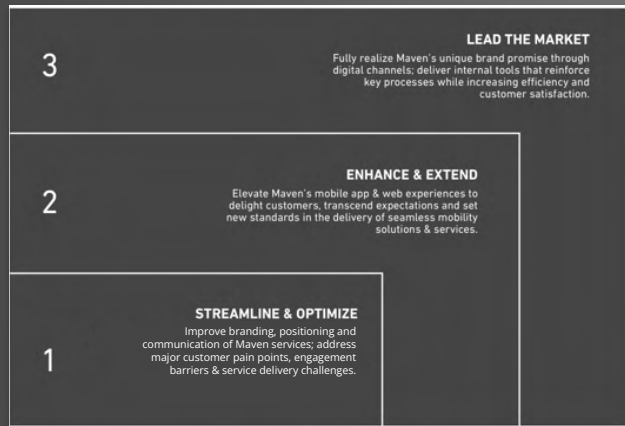 3
LEAD THE MARKET
Fully realize Maven's unique brand promise through
digital channels; deliver internal tools that reinforce
key processes while increasing efficiency and
customer satisfaction.
2
ENHANCE & EXTEND
Elevate Maven's mobile app & web experiences to
delight customers, transcend expectations and set
new standards in the delivery of seamless mobility
solutions & services.
1
STREAMLINE & OPTIMIZE
Improve branding, positioning and
communication of Maven services; address
major customer pain points, engagement
barriers & service delivery challenges.